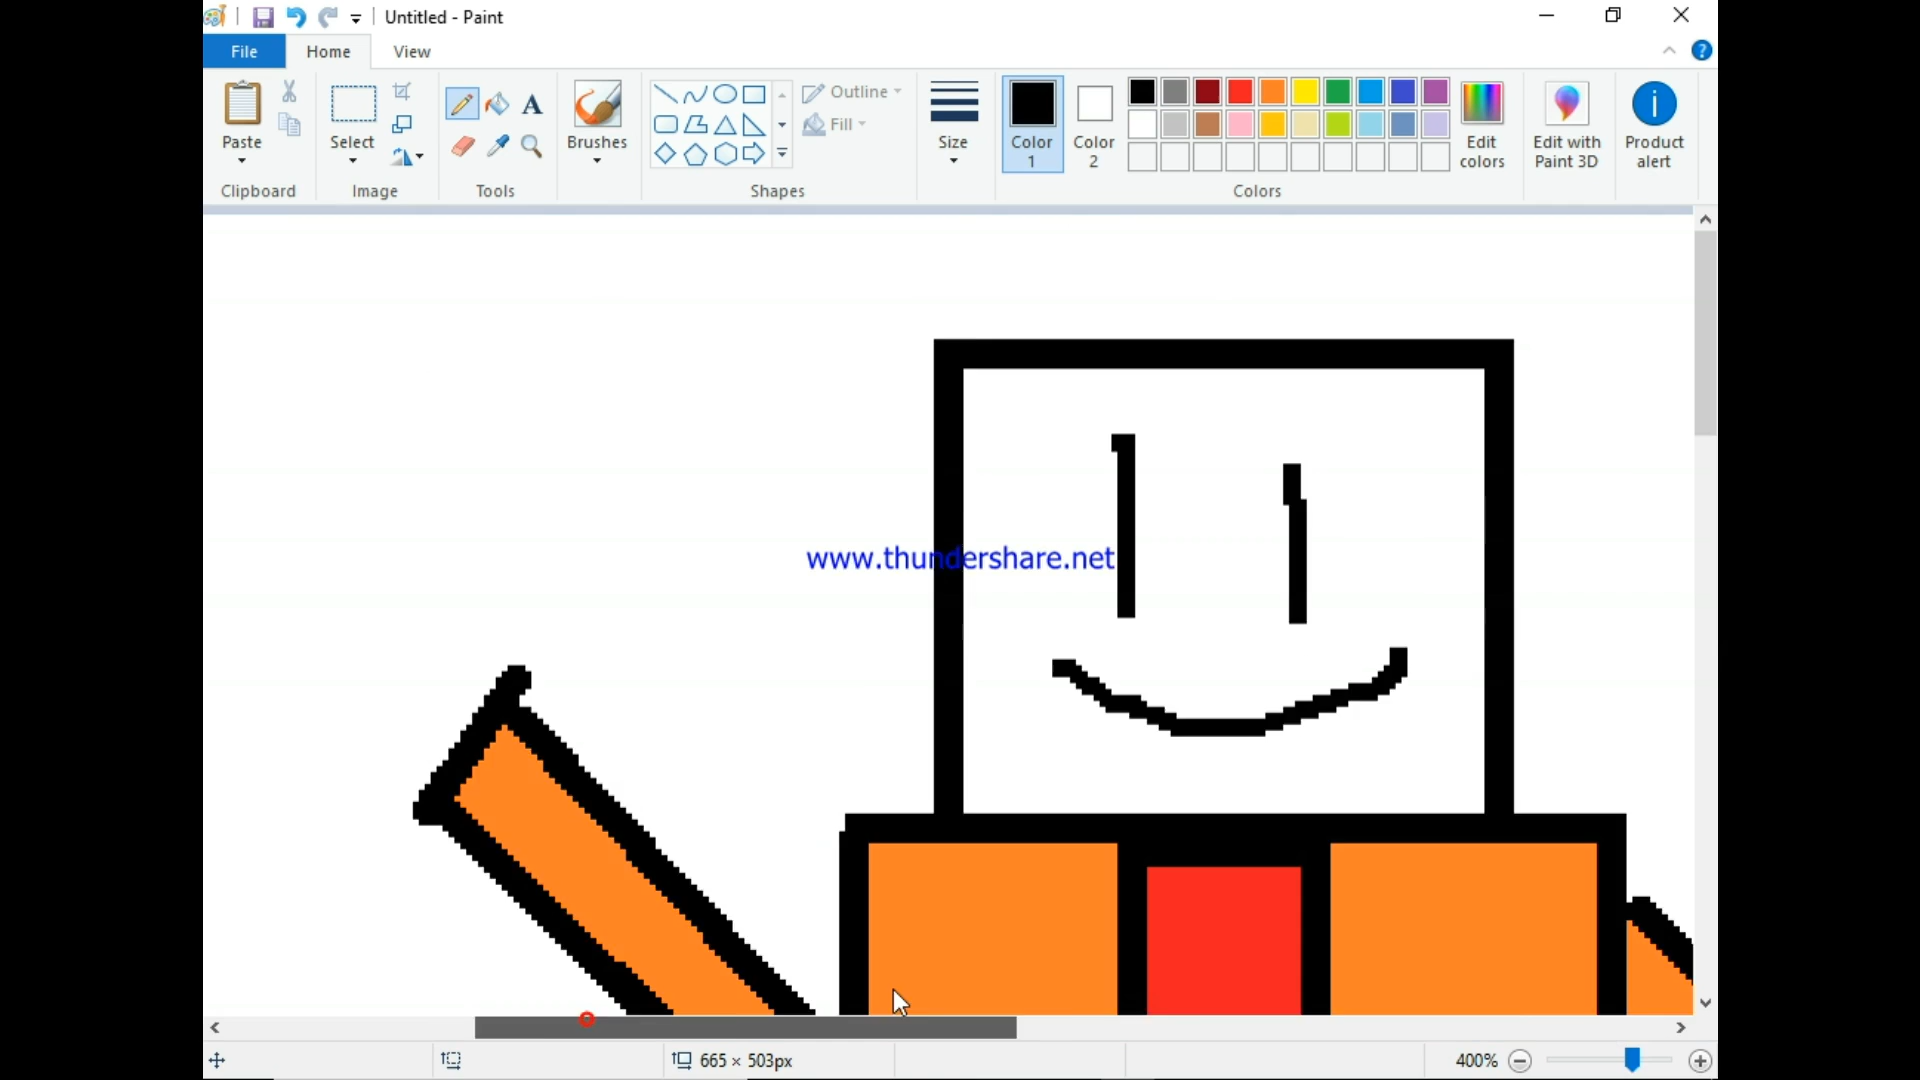 Untitled - Paint
File Home View
Outline
Fill
Paste Select Brushes Size Color 1 Color 2 Edit colors Edit with Paint 3D Product alert
A
Clipboard Image Tools Shapes Colors
www.thundershare.net
665 × 503px 400%